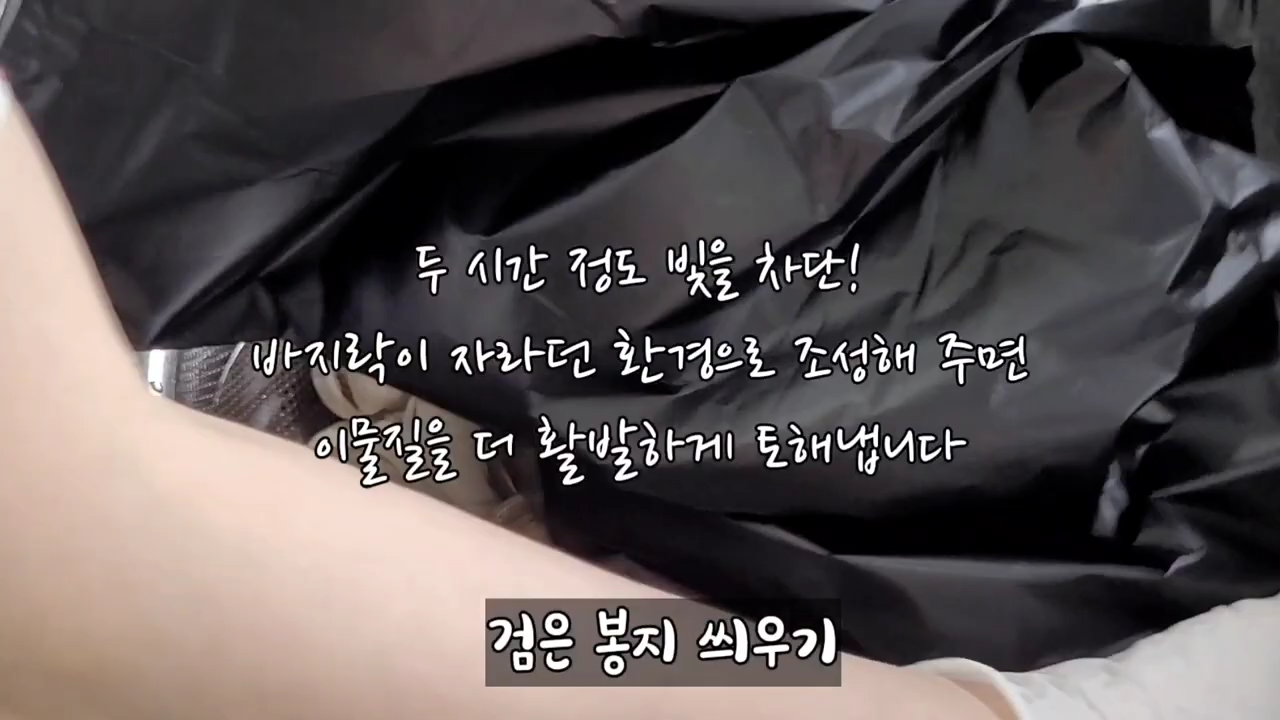 두 시간 정도 빛을 차단!
바지락이 자라던 환경으로 조성해 주면
이물질을 더 활발하게 토해냅니다
검은 봉지 씌우기